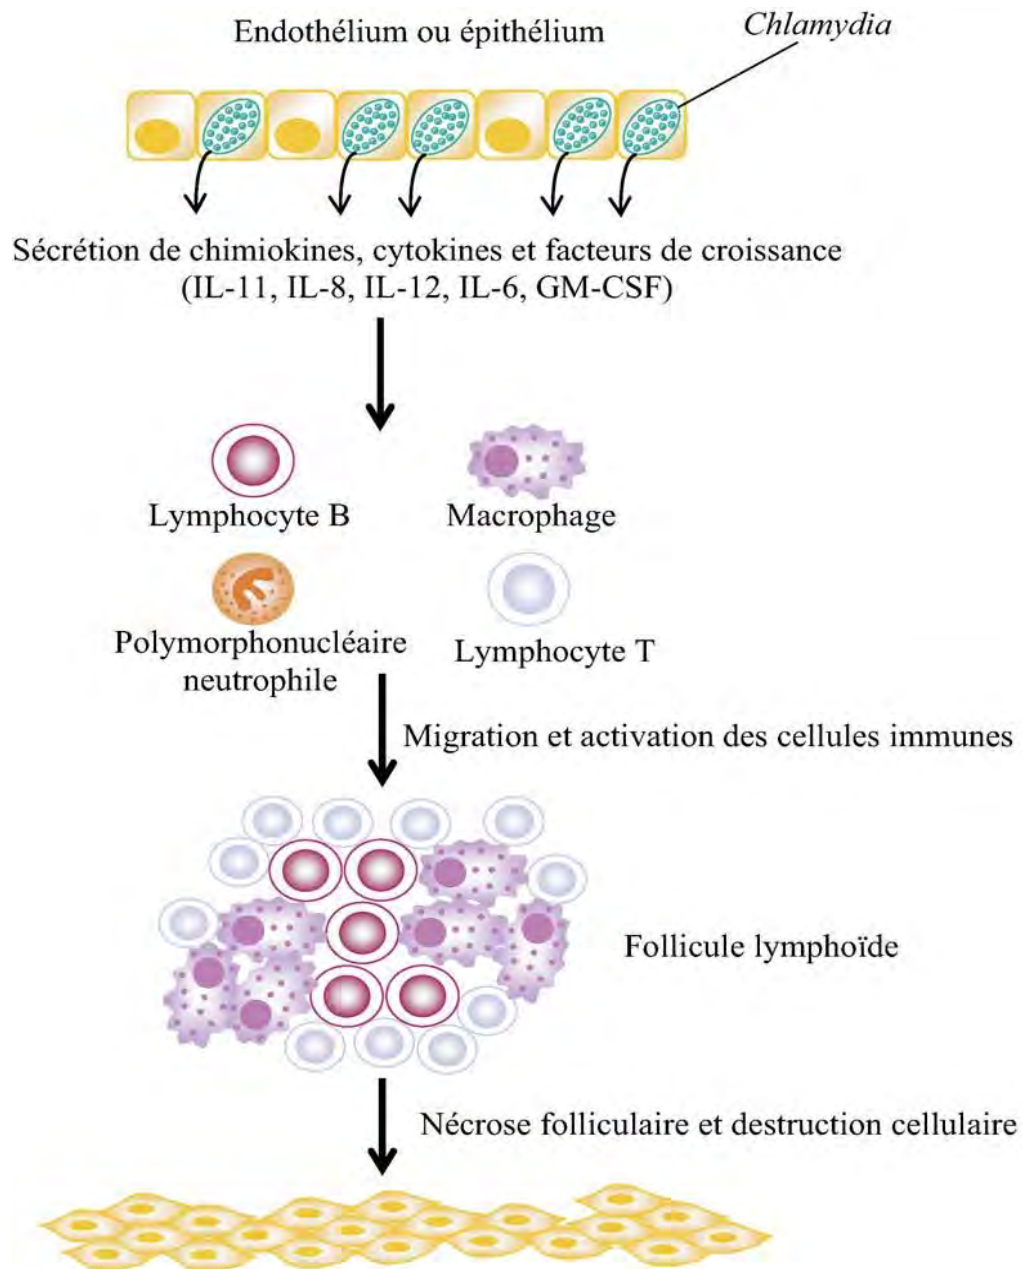 Endothélium ou épithélium
Chlamydia
Sécrétion de chimiokines, cytokines et facteurs de croissance
(IL-11, IL-8, IL-12, IL-6, GM-CSF)
Lymphocyte B
Macrophage
Polymorphonucléaire
neutrophile
Lymphocyte T
Migration et activation des cellules immunes
Follicule lymphoïde
Nécrose folliculaire et destruction cellulaire